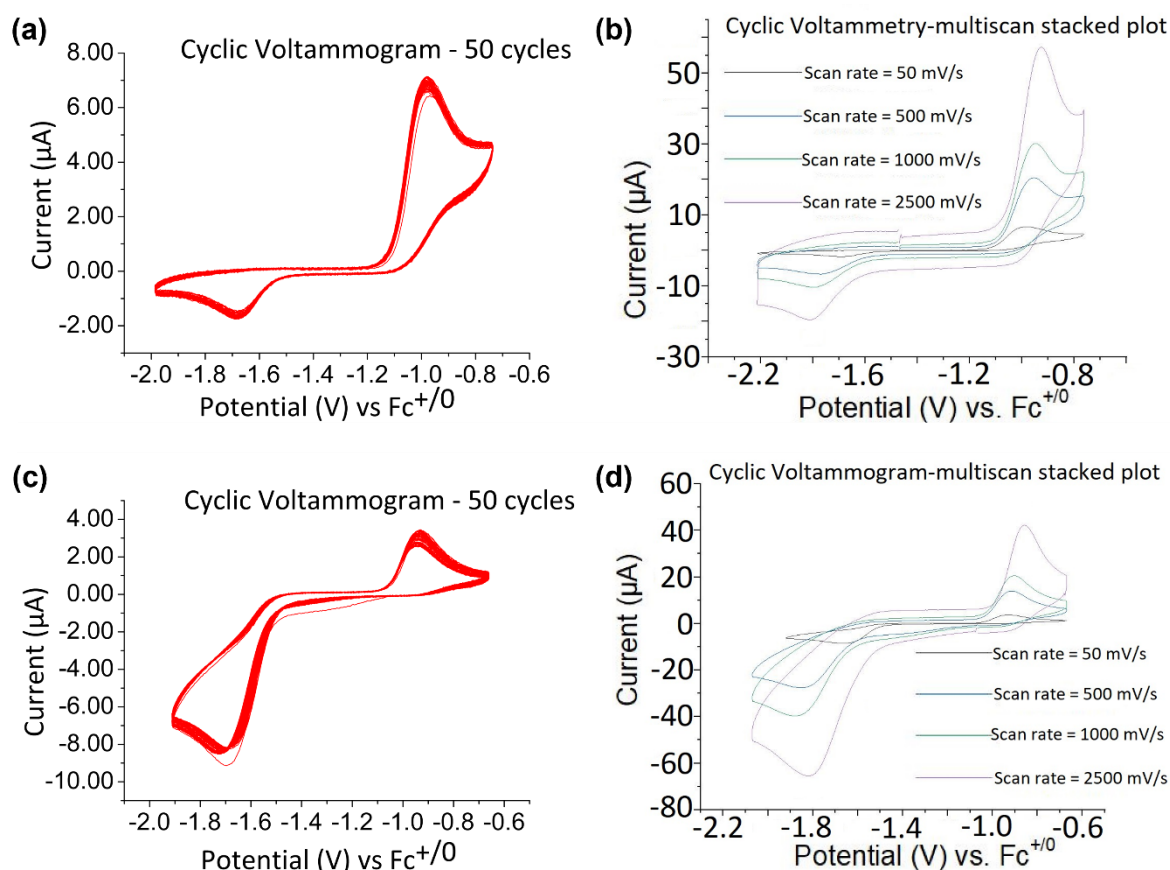 (a)
Cyclic Voltammogram - 50 cycles
8.00
6.00
4.00
2.00
0.00
-2.00
Current (µA)
-2.0 -1.8 -1.6 -1.4 -1.2 -1.0 -0.8 -0.6
Potential (V) vs Fc+/0
(b)
Cyclic Voltammetry-multiscan stacked plot
Scan rate = 50 mV/s
Scan rate = 500 mV/s
Scan rate = 1000 mV/s
Scan rate = 2500 mV/s
50
30
10
-10
-30
Current (µA)
-2.2 -1.6 -1.2 -0.8
Potential (V) vs. Fc+/0
(c)
Cyclic Voltammogram - 50 cycles
4.00
2.00
0.00
-2.00
-4.00
-6.00
-8.00
-10.00
Current (µA)
-2.0 -1.8 -1.6 -1.4 -1.2 -1.0 -0.8 -0.6
Potential (V) vs Fc+/0
(d)
Cyclic Voltammogram-multiscan stacked plot
60
40
20
0
-20
-40
-60
-80
Current (µA)
Scan rate = 50 mV/s
Scan rate = 500 mV/s
Scan rate = 1000 mV/s
Scan rate = 2500 mV/s
-2.2 -1.8 -1.4 -1.0 -0.6
Potential (V) vs. Fc+/0